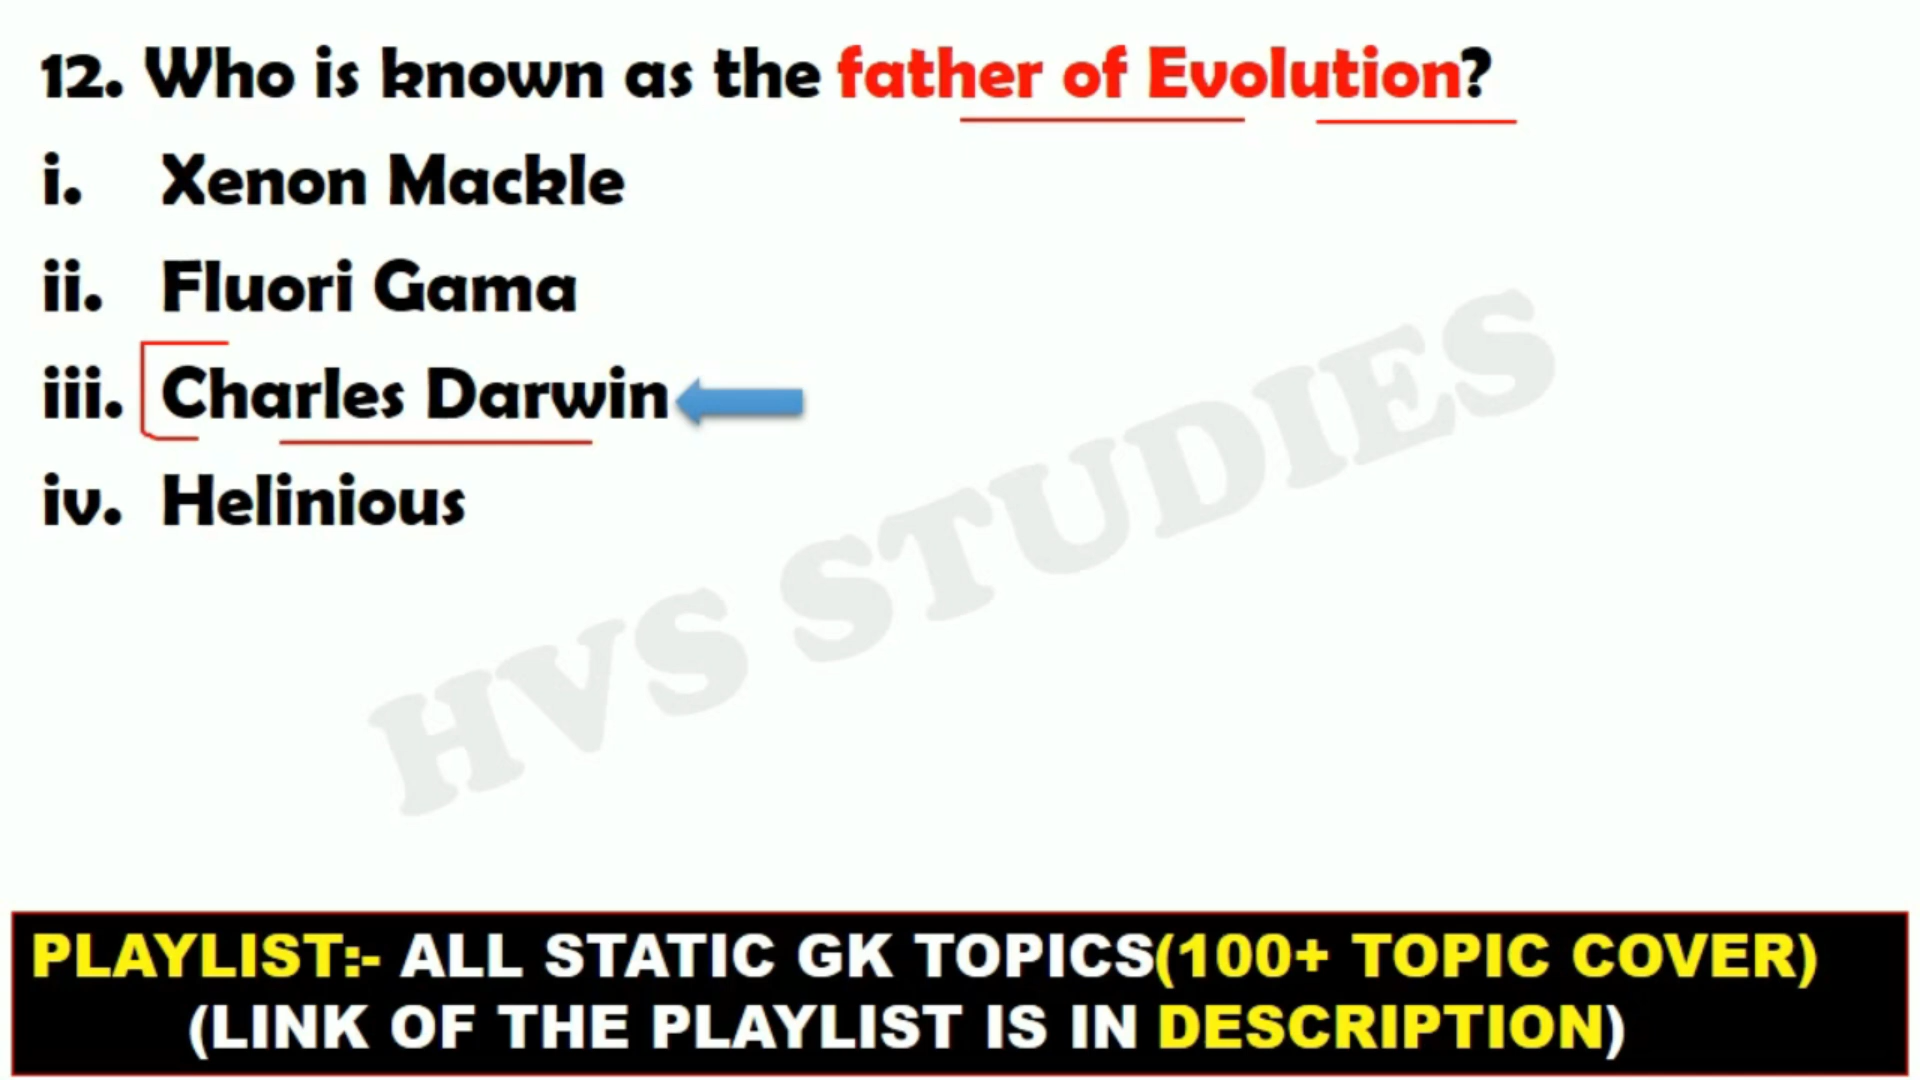 12. Who is known as the father of Evolution?
i. Xenon Mackle
ii. Fluori Gama
iii. Charles Darwin
iv. Helinious
HVS STUDIES
PLAYLIST:- ALL STATIC GK TOPICS(100+ TOPIC COVER)
(LINK OF THE PLAYLIST IS IN DESCRIPTION)